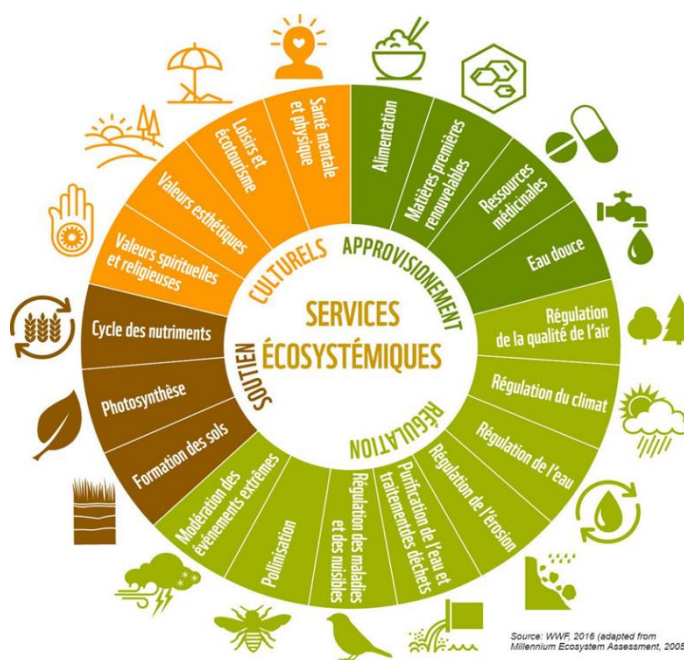 SERVICES
ÉCOSYSTÉMIQUES
APPROVISIONEMENT
Alimentation
Matières premières
renouvelables
Ressources
médicinales
Eau douce
RÉGULATION
Régulation
de la qualité de l'air
Régulation du climat
Régulation de l'eau
Régulation de l'érosion
Purification de l'eau et
traitement des déchets
Régulation des maladies
et des nuisibles
Pollinisation
Modération des
événements extrêmes
SOUTIEN
Formation des sols
Photosynthèse
Cycle des nutriments
CULTURELS
Valeurs spirituelles
et religieuses
Valeurs esthétiques
Loisirs et
écotourisme
Santé mentale
et physique
Source: WWF, 2016 (adapted from
Millennium Ecosystem Assessment, 2005